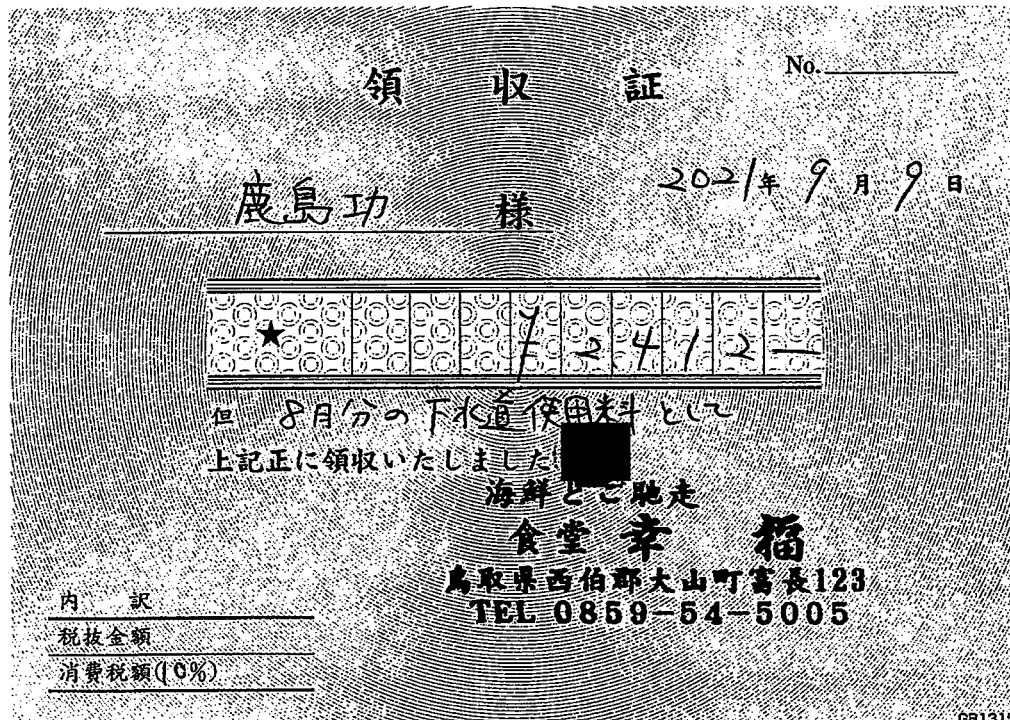 領収証
No.
2021年9月9日
鹿島功 様
★ ¥2412―
但 8月分の下水道使用料として
上記正に領収いたしました
海鮮とご馳走
食堂 幸福
鳥取県西伯郡大山町富長123
TEL 0859-54-5005
内 訳
税抜金額
消費税額(10%)